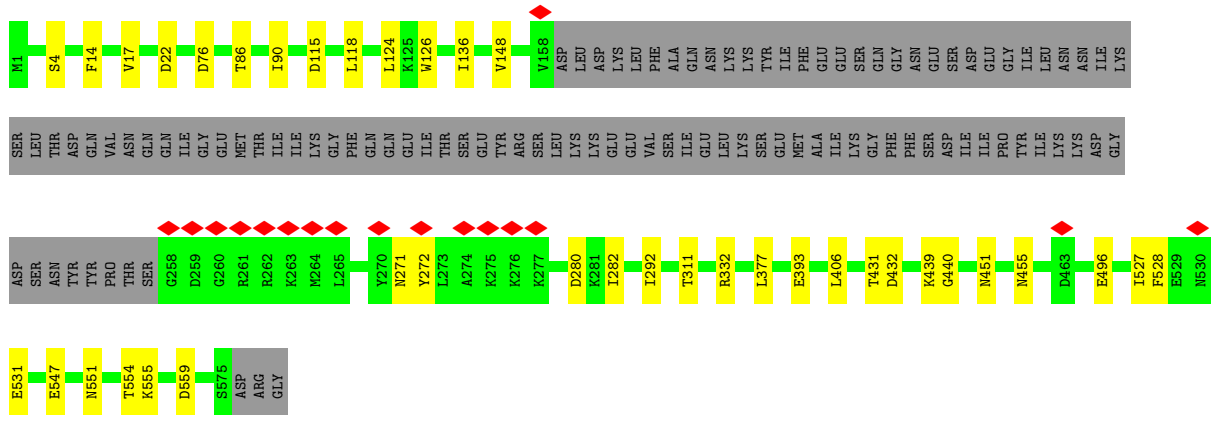 M1 S4 F14 V17 D22 D76 T86 I90 D115 L118 L124 K125 W126 I136 V148 V158 ASP LEU ASP LYS LEU PHE ALA GLN ASN LYS LYS TYR ILE PHE GLU GLU SER GLN GLY ASN GLU SER ASP GLU GLY ILE LEU ASN ASN ILE LYS
SER LEU THR ASP GLN VAL ASN GLN GLN ILE GLY GLU MET THR ILE ILE LYS GLY PHE GLN GLN GLU ILE THR SER GLU TYR ARG SER LEU LYS LYS GLU GLU VAL SER ILE GLU LEU LYS SER GLU MET ALA ILE LYS GLY PHE PHE SER ASP ILE ILE PRO TYR ILE LYS LYS ASP GLY
ASP SER ASN TYR TYR PRO THR SER G258 D259 G260 R261 R262 K263 M264 L265 Y270 N271 Y272 L273 A274 K275 K276 K277 D280 K281 I282 I292 T311 R332 L377 E393 L406 T431 D432 K439 G440 N451 N455 D463 E496 I527 F528 E529 N530
E531 E547 N551 T554 K555 D559 S575 ASP ARG GLY